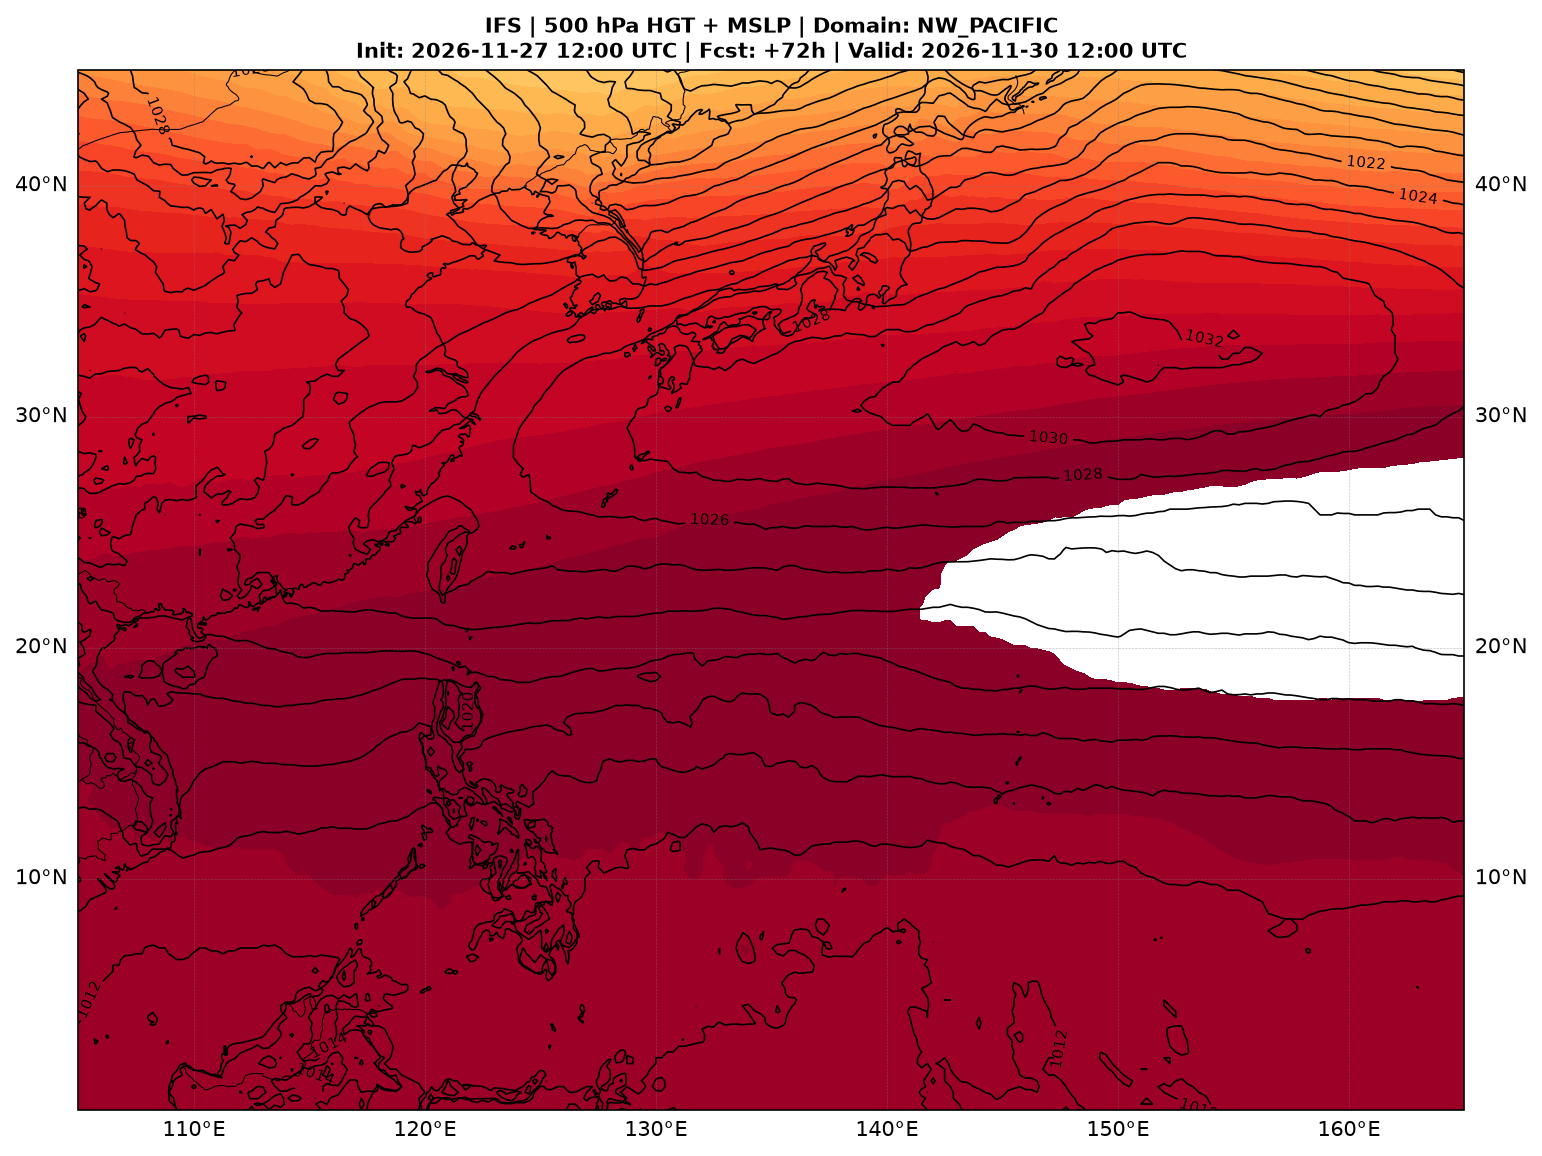 IFS | 500 hPa HGT + MSLP | Domain: NW_PACIFIC
Init: 2026-11-27 12:00 UTC | Fcst: +72h | Valid: 2026-11-30 12:00 UTC
1028
1022
40°N
40°N
1024
1028
1032
30°N
30°N
1030
1028
1026
20°N
20°N
1020
10°N
10°N
1012
1014
1012
1014
110°E
120°E
130°E
140°E
150°E
160°E